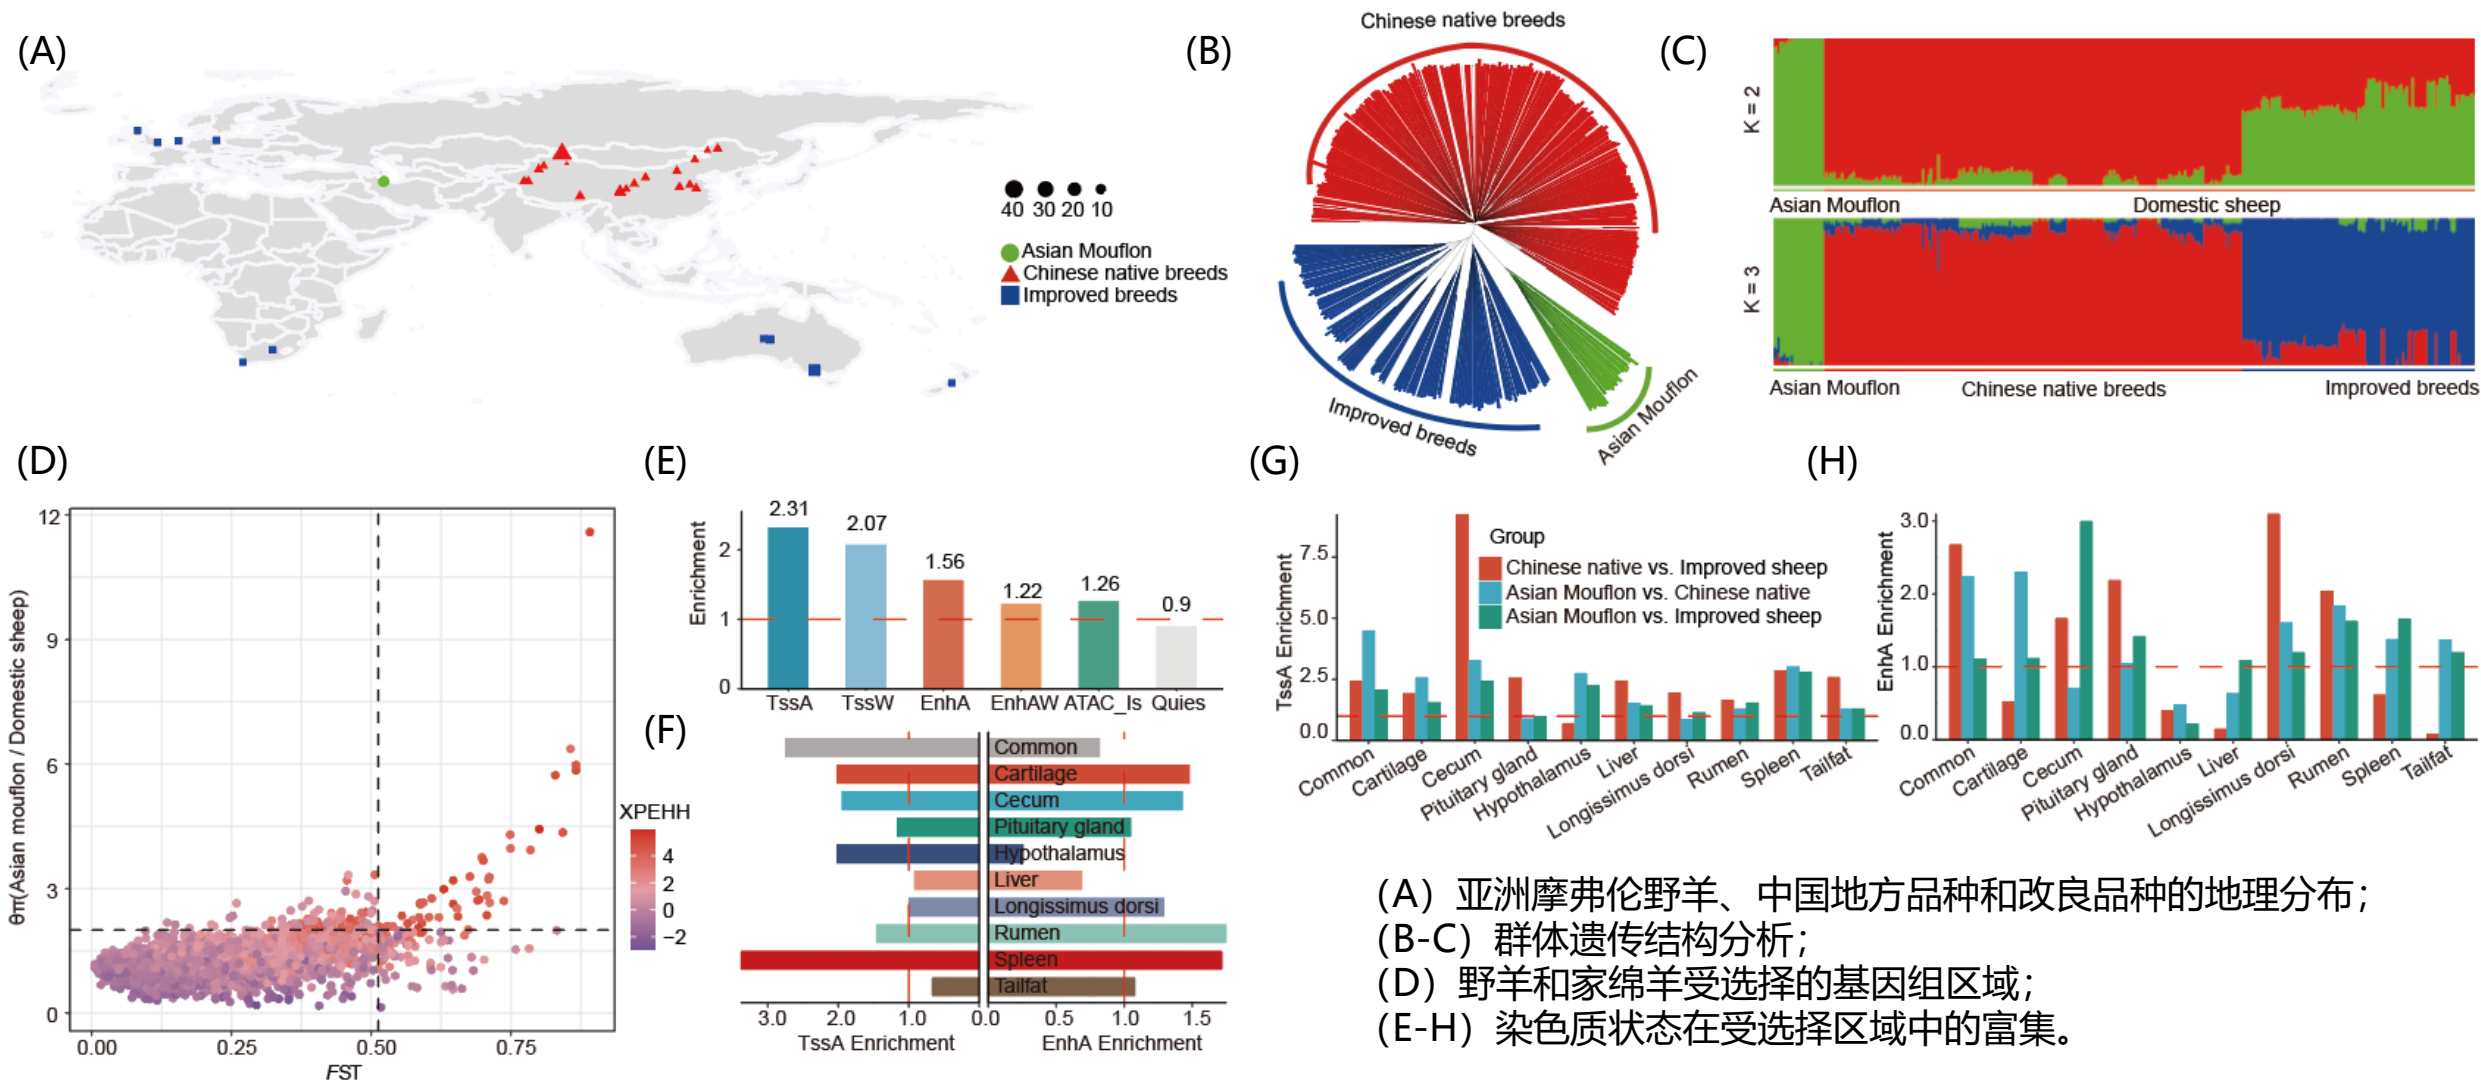 (A)
40 30 20 10
Asian Mouflon
Chinese native breeds
Improved breeds
(B)
Chinese native breeds
Improved breeds
Asian Mouflon
(C)
K = 2
Asian Mouflon
Domestic sheep
K = 3
Asian Mouflon
Chinese native breeds
Improved breeds
(D)
θπ(Asian mouflon / Domestic sheep)
12
9
6
3
0
0.00 0.25 0.50 0.75
FST
XPEHH
4
2
0
−2
(E)
Enrichment
2
1
0
2.31
2.07
1.56
1.22
1.26
0.9
TssA TssW EnhA EnhAW ATAC_Is Quies
(F)
Common
Cartilage
Cecum
Pituitary gland
Hypothalamus
Liver
Longissimus dorsi
Rumen
Spleen
Tailfat
3.0 2.0 1.0 0.0 0.5 1.0 1.5
TssA Enrichment
EnhA Enrichment
(G)
TssA Enrichment
7.5
5.0
2.5
0.0
Group
Chinese native vs. Improved sheep
Asian Mouflon vs. Chinese native
Asian Mouflon vs. Improved sheep
Common
Cartilage
Cecum
Pituitary gland
Hypothalamus
Liver
Longissimus dorsi
Rumen
Spleen
Tailfat
(H)
EnhA Enrichment
3.0
2.0
1.0
0.0
Common
Cartilage
Cecum
Pituitary gland
Hypothalamus
Liver
Longissimus dorsi
Rumen
Spleen
Tailfat
(A）亚洲摩弗伦野羊、中国地方品种和改良品种的地理分布；
(B-C）群体遗传结构分析；
(D）野羊和家绵羊受选择的基因组区域；
(E-H）染色质状态在受选择区域中的富集。